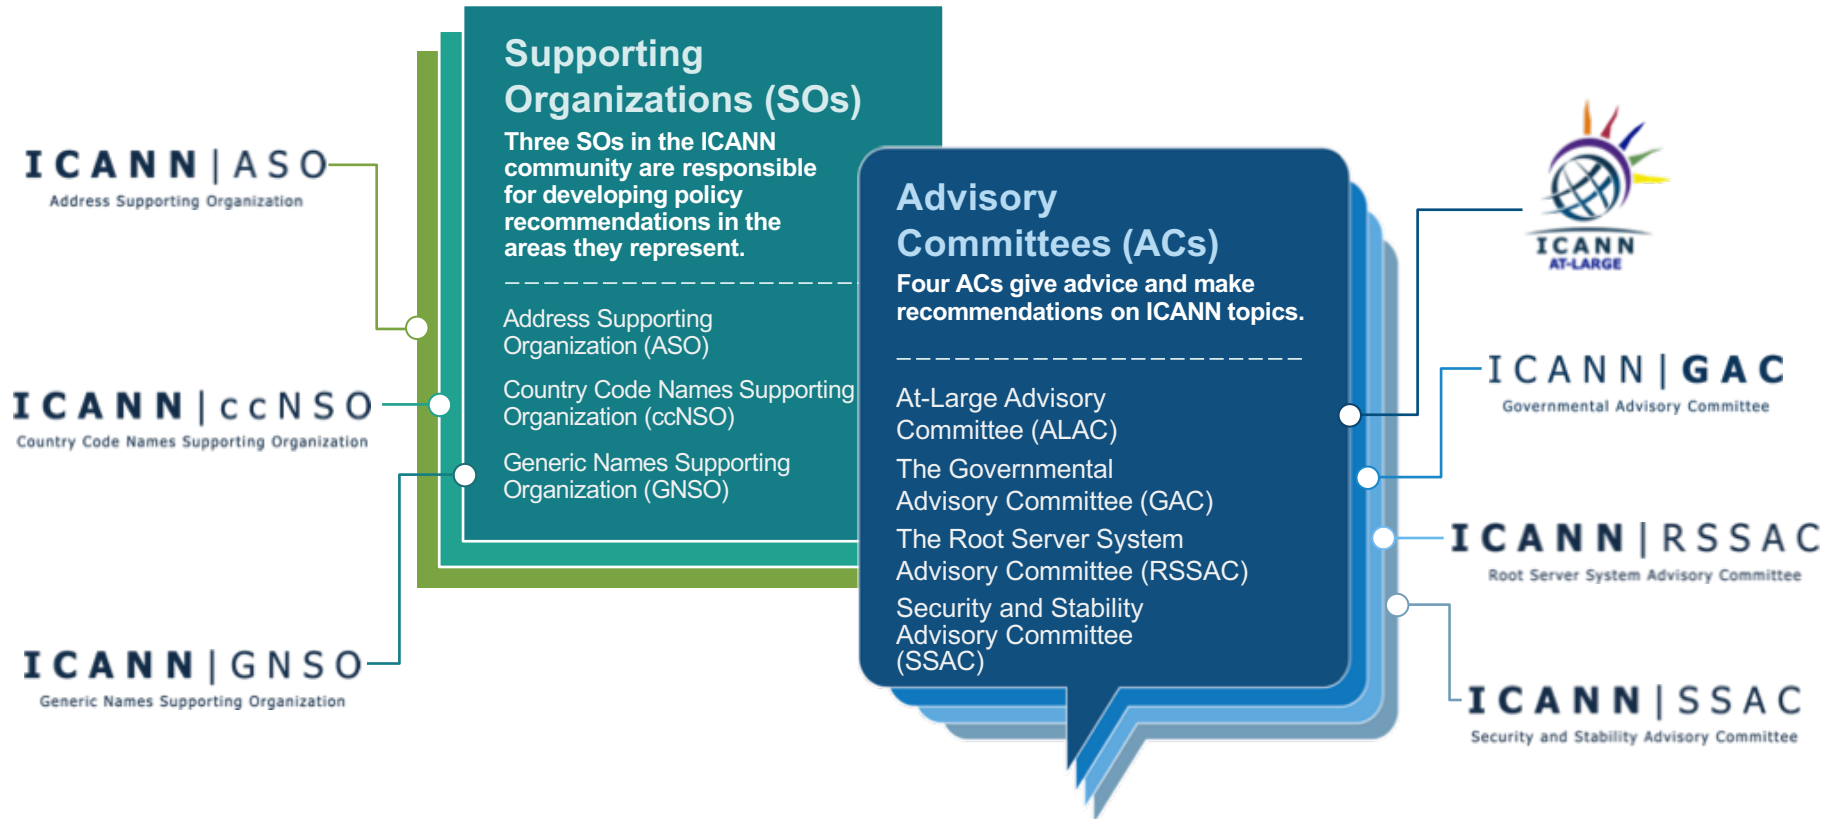 ICANN|ASO
Address Supporting Organization
ICANN|ccNSO
Country Code Names Supporting Organization
ICANN|GNSO
Generic Names Supporting Organization
Supporting
Organizations (SOs)
Three SOs in the ICANN
community are responsible
for developing policy
recommendations in the
areas they represent.
Address Supporting
Organization (ASO)
Country Code Names Supporting
Organization (ccNSO)
Generic Names Supporting
Organization (GNSO)
Advisory
Committees (ACs)
Four ACs give advice and make
recommendations on ICANN topics.
At-Large Advisory
Committee (ALAC)
The Governmental
Advisory Committee (GAC)
The Root Server System
Advisory Committee (RSSAC)
Security and Stability
Advisory Committee
(SSAC)
ICANN
AT-LARGE
ICANN|GAC
Governmental Advisory Committee
ICANN|RSSAC
Root Server System Advisory Committee
ICANN|SSAC
Security and Stability Advisory Committee